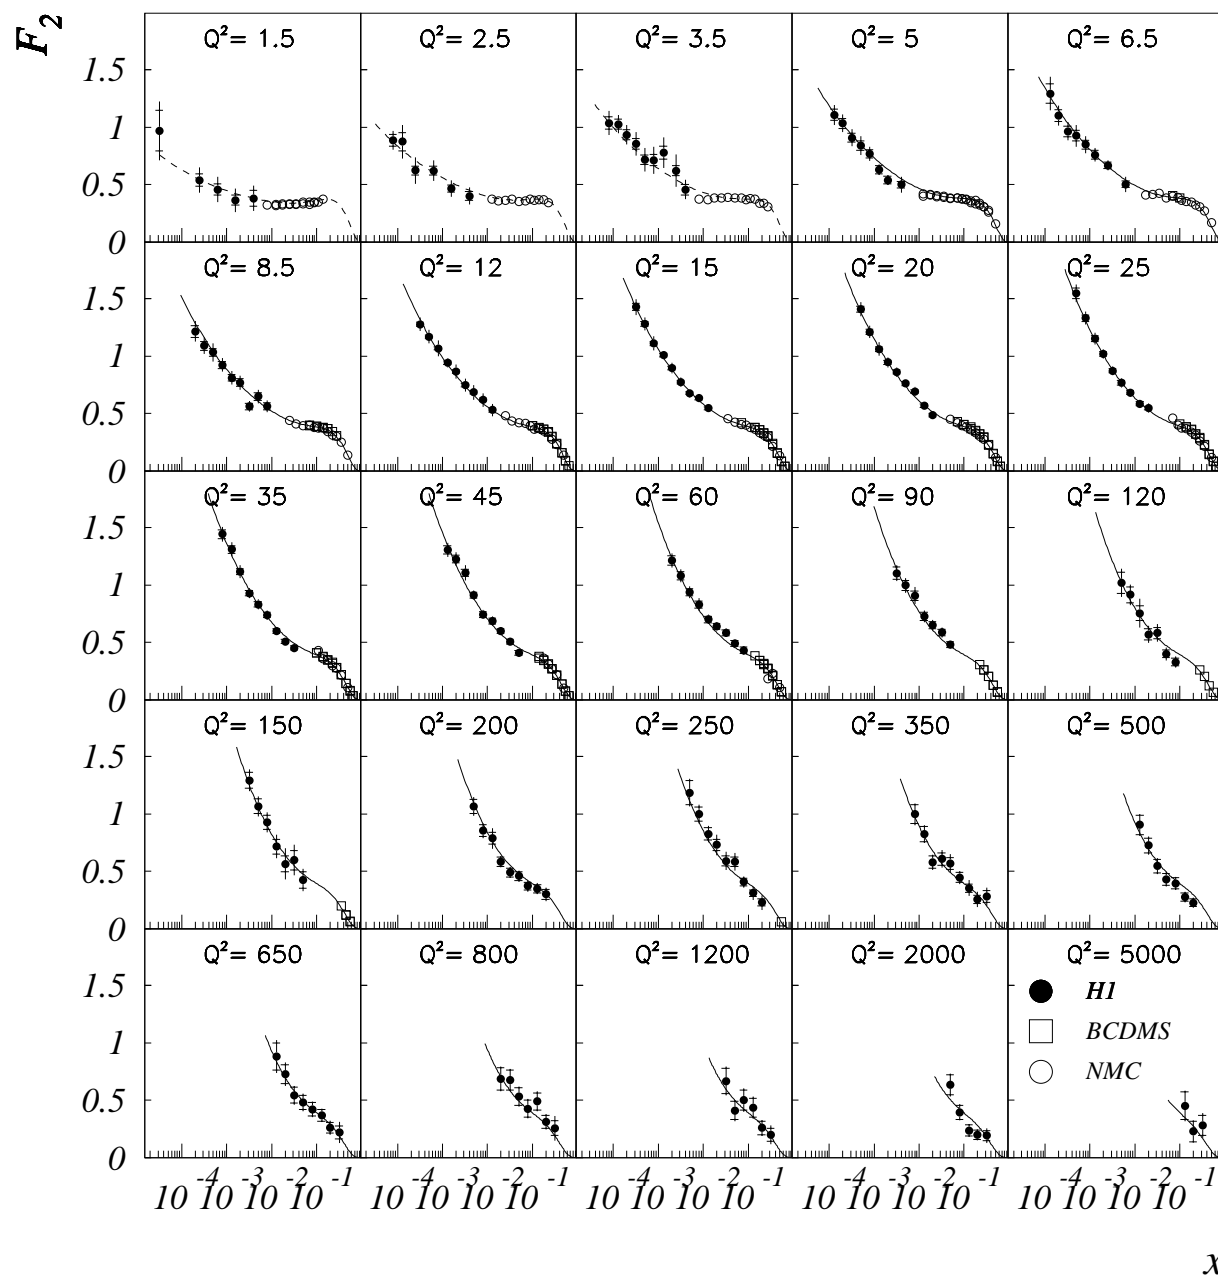 F2
Q²= 1.5 Q²= 2.5 Q²= 3.5 Q²= 5 Q²= 6.5
1.5
1
0.5
0
Q²= 8.5 Q²= 12 Q²= 15 Q²= 20 Q²= 25
1.5
1
0.5
0
Q²= 35 Q²= 45 Q²= 60 Q²= 90 Q²= 120
1.5
1
0.5
0
Q²= 150 Q²= 200 Q²= 250 Q²= 350 Q²= 500
1.5
1
0.5
0
Q²= 650 Q²= 800 Q²= 1200 Q²= 2000 Q²= 5000
1.5
H1
BCDMS
1
NMC
0.5
0
10⁻⁴ 10⁻³ 10⁻² 10⁻¹ 10⁻⁴ 10⁻³ 10⁻² 10⁻¹ 10⁻⁴ 10⁻³ 10⁻² 10⁻¹ 10⁻⁴ 10⁻³ 10⁻² 10⁻¹ 10⁻⁴ 10⁻³ 10⁻² 10⁻¹
x